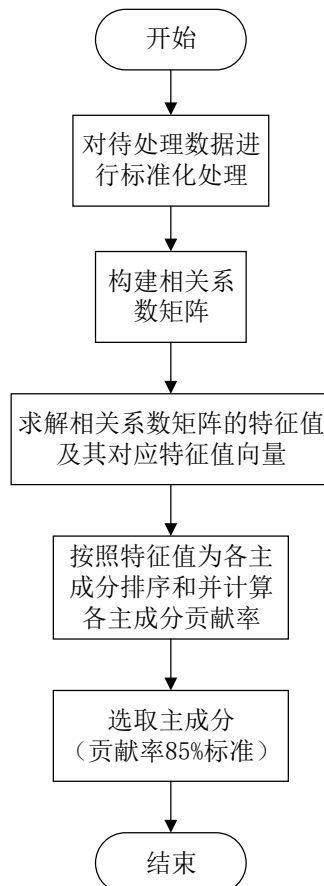 开始
对待处理数据进
行标准化处理
构建相关系
数矩阵
求解相关系数矩阵的特征值
及其对应特征值向量
按照特征值为各主
成分排序和并计算
各主成分贡献率
选取主成分
（贡献率85%标准）
结束